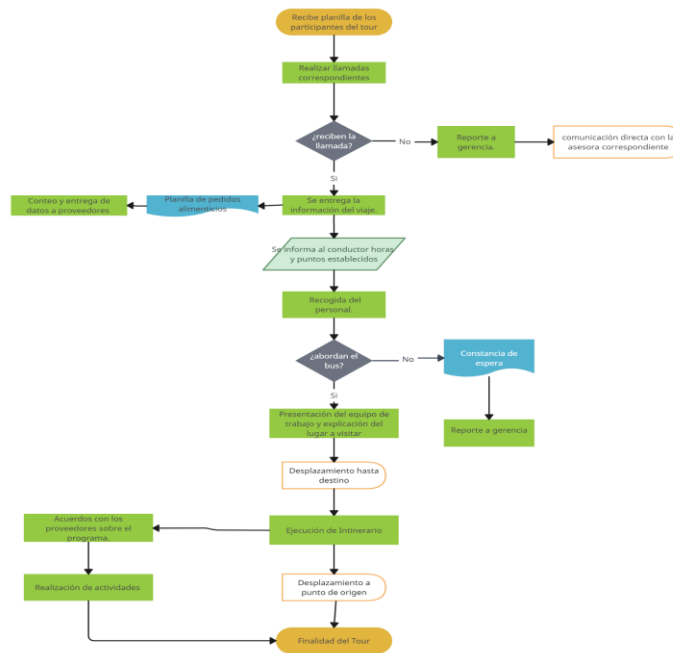 Recibe planilla de los
participantes del tour
Realizar llamadas
correspondientes
¿reciben la
llamada?
No
Reporte a
gerencia.
comunicación directa con la
asesora correspondiente
Si
Se entrega la
información del viaje.
Planilla de pedidos
alimenticios
Conteo y entrega de
datos a proveedores
Se informa al conductor horas
y puntos establecidos
Recogida del
personal.
¿abordan el
bus?
No
Constancia de
espera
Reporte a gerencia
Si
Presentación del equipo de
trabajo y explicación del
lugar a visitar
Desplazamiento hasta
destino
Ejecución de Intinerario
Acuerdos con los
proveedores sobre el
programa.
Realización de actividades
Desplazamiento a
punto de origen
Finalidad del Tour